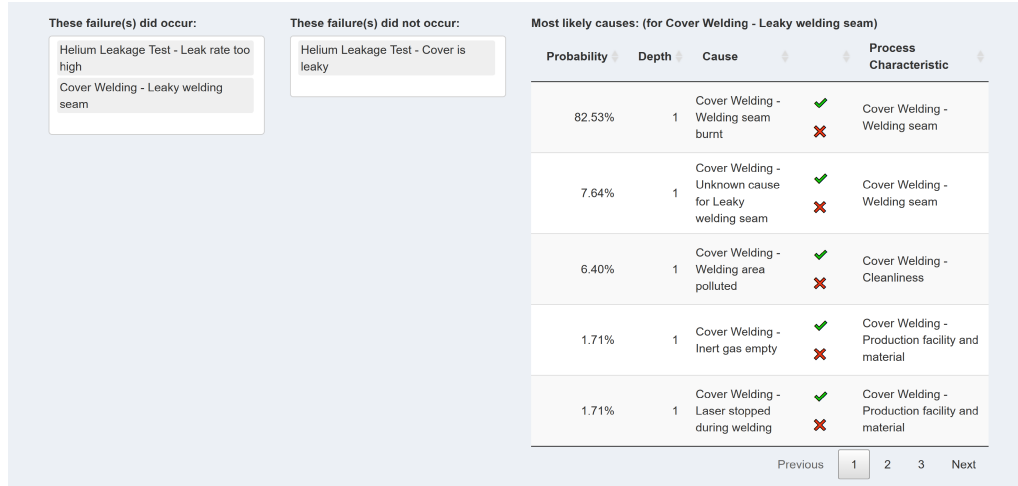 These failure(s) did occur:
Helium Leakage Test - Leak rate too
high
Cover Welding - Leaky welding
seam
These failure(s) did not occur:
Helium Leakage Test - Cover is
leaky
Most likely causes: (for Cover Welding - Leaky welding seam)
Probability Depth Cause Process
Characteristic
82.53% 1 Cover Welding -
Welding seam
burnt
Cover Welding -
Welding seam
7.64% 1 Cover Welding -
Unknown cause
for Leaky
welding seam
Cover Welding -
Welding seam
6.40% 1 Cover Welding -
Welding area
polluted
Cover Welding -
Cleanliness
1.71% 1 Cover Welding -
Inert gas empty
Cover Welding -
Production facility and
material
1.71% 1 Cover Welding -
Laser stopped
during welding
Cover Welding -
Production facility and
material
Previous 1 2 3 Next